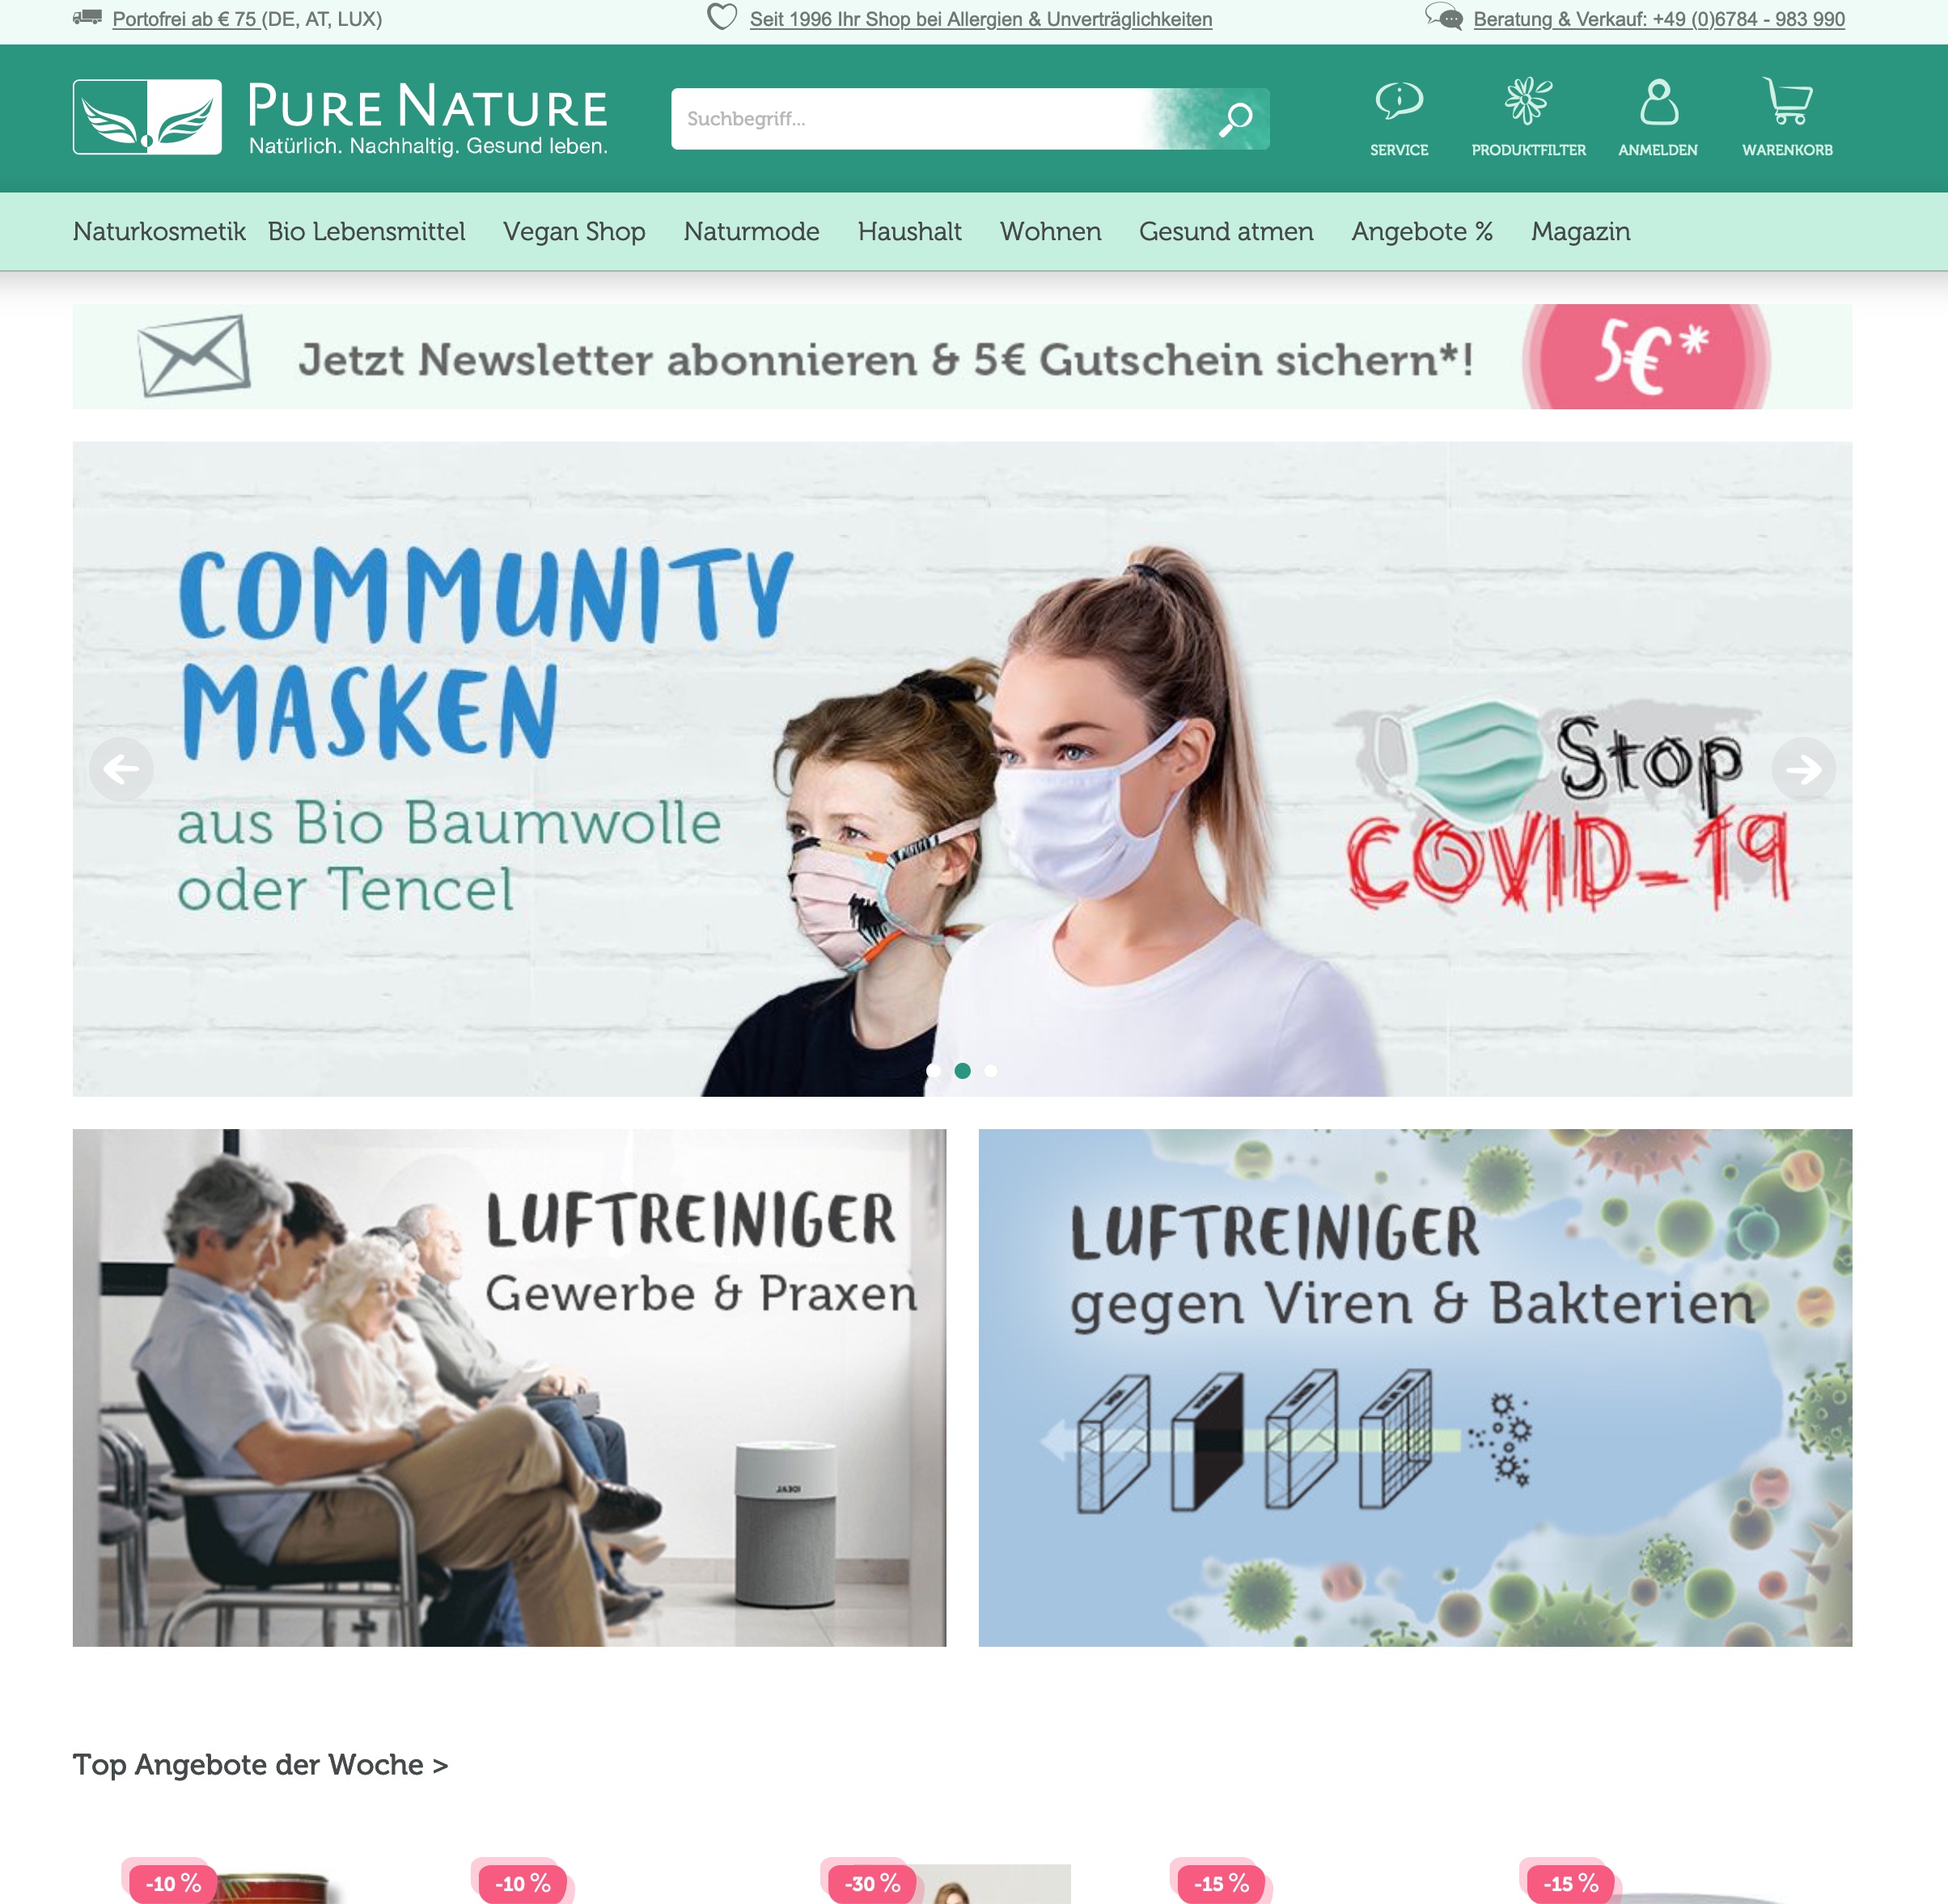 Portofrei ab € 75 (DE, AT, LUX)
Seit 1996 Ihr Shop bei Allergien & Unverträglichkeiten
Beratung & Verkauf: +49 (0)6784 - 983 990
PURE NATURE
Natürlich. Nachhaltig. Gesund leben.
Suchbegriff...
SERVICE
PRODUKTFILTER
ANMELDEN
WARENKORB
Naturkosmetik
Bio Lebensmittel
Vegan Shop
Naturmode
Haushalt
Wohnen
Gesund atmen
Angebote %
Magazin
Jetzt Newsletter abonnieren & 5€ Gutschein sichern*!
5€*
COMMUNITY
MASKEN
aus Bio Baumwolle
oder Tencel
Stop
COVID-19
LUFTREINIGER
Gewerbe & Praxen
LUFTREINIGER
gegen Viren & Bakterien
Top Angebote der Woche >
-10 %
-10 %
-30 %
-15 %
-15 %